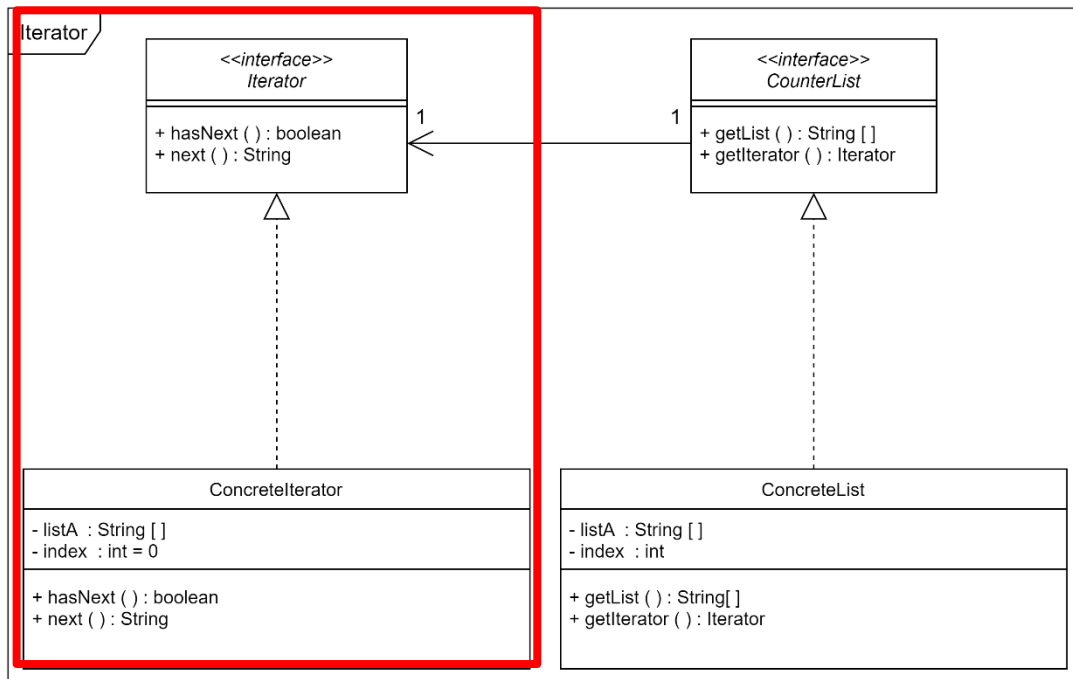 Iterator
<<interface>>
Iterator
+ hasNext ( ) : boolean
+ next ( ) : String
1
1
<<interface>>
CounterList
+ getList ( ) : String [ ]
+ getIterator ( ) : Iterator
ConcreteIterator
- listA : String [ ]
- index : int = 0
+ hasNext ( ) : boolean
+ next ( ) : String
ConcreteList
- listA : String [ ]
- index : int
+ getList ( ) : String[ ]
+ getIterator ( ) : Iterator